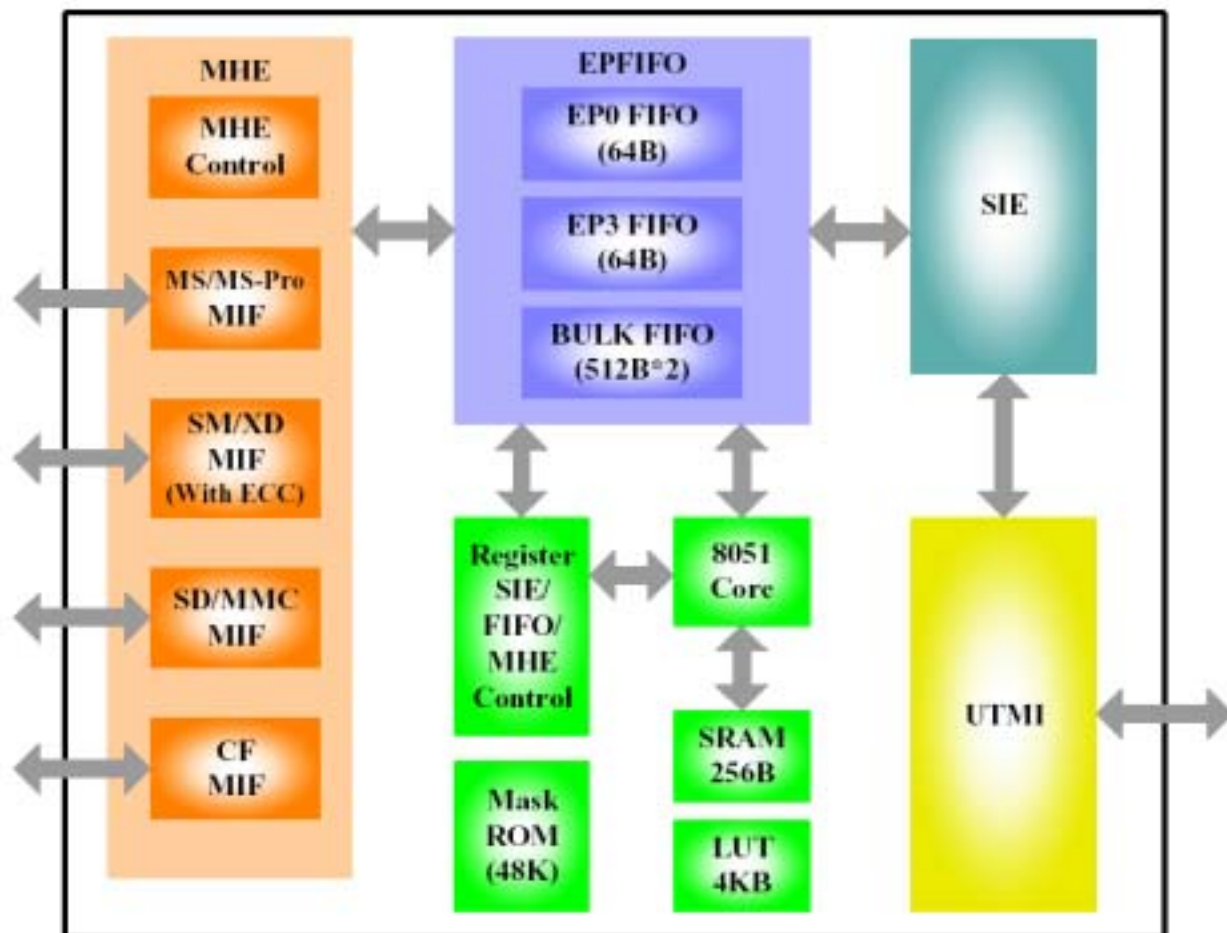 MHE
MHE
Control
MS/MS-Pro
MIF
SM/XD
MIF
(With ECC)
SD/MMC
MIF
CF
MIF
EPFIFO
EP0 FIFO
(64B)
EP3 FIFO
(64B)
BULK FIFO
(512B*2)
SIE
Register
SIE/
FIFO/
MHE
Control
8051
Core
SRAM
256B
Mask
ROM
(48K)
LUT
4KB
UTMI